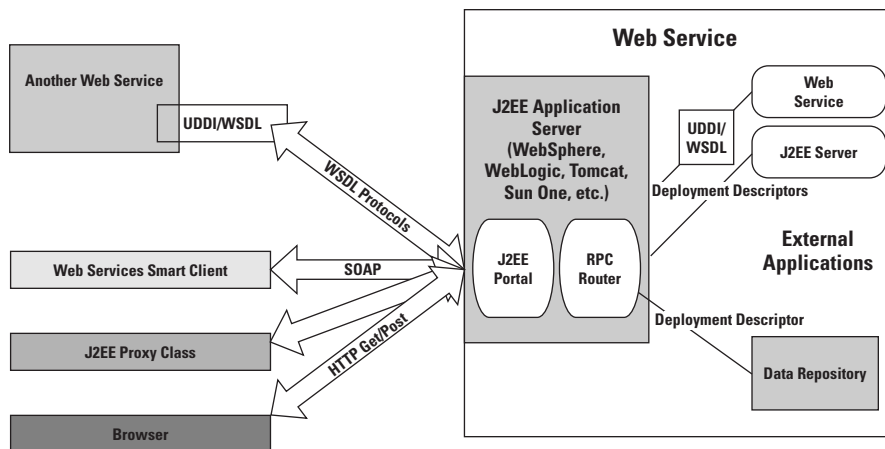 Web Service
Another Web Service
UDDI/WSDL
WSDL Protocols
Web Services Smart Client
SOAP
J2EE Proxy Class
HTTP Get/Post
Browser
J2EE Application
Server
(WebSphere,
WebLogic, Tomcat,
Sun One, etc.)
J2EE
Portal
RPC
Router
UDDI/
WSDL
Web
Service
J2EE Server
Deployment Descriptors
External
Applications
Deployment Descriptor
Data Repository